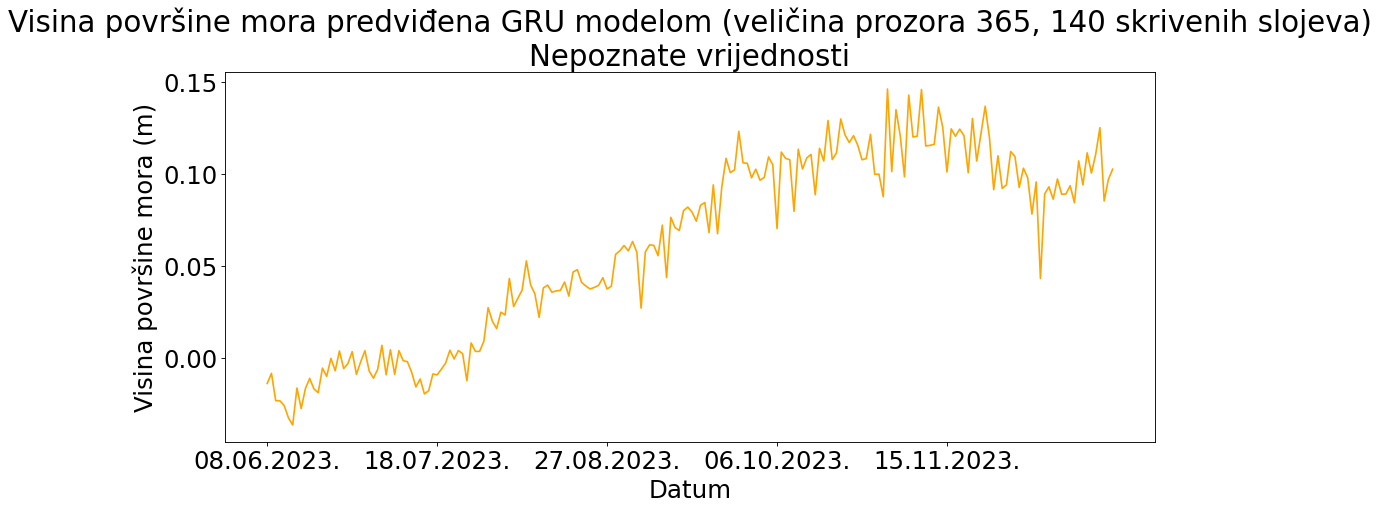 Visina površine mora predviđena GRU modelom (veličina prozora 365, 140 skrivenih slojeva)
Nepoznate vrijednosti
Visina površine mora (m)
0.15
0.10
0.05
0.00
08.06.2023. 18.07.2023. 27.08.2023. 06.10.2023. 15.11.2023.
Datum